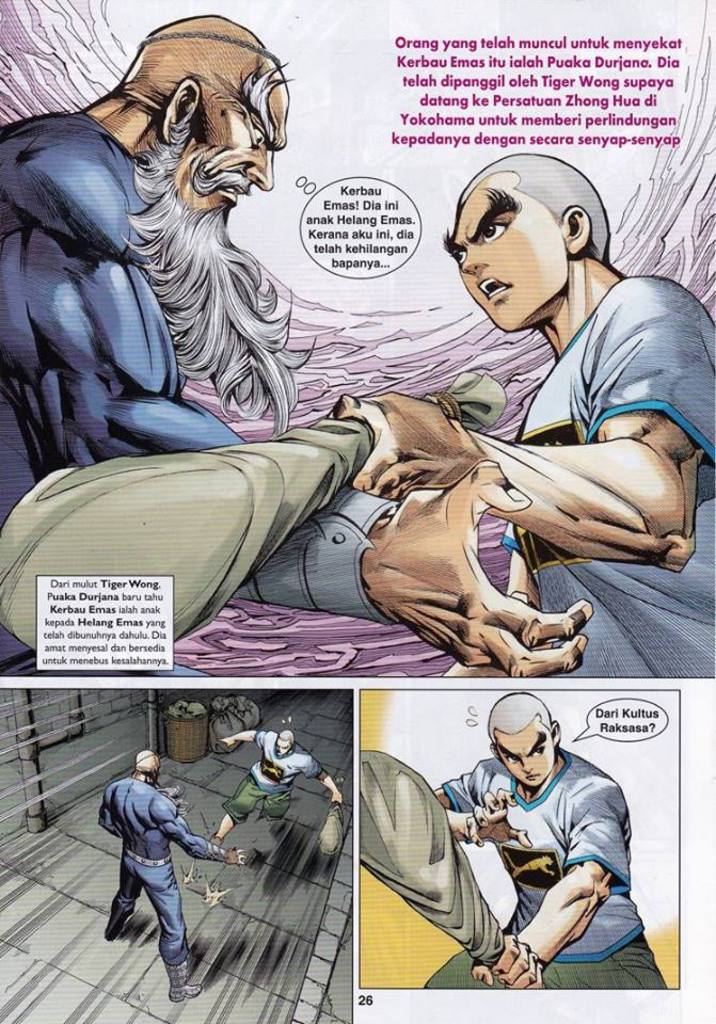 Orang yang telah muncul untuk menyekat
Kerbau Emas itu ialah Puaka Durjana. Dia
telah dipanggil oleh Tiger Wong supaya
datang ke Persatuan Zhong Hua di
Yokohama untuk memberi perlindungan
kepadanya dengan secara senyap-senyap
Kerbau
Emas! Dia ini
anak Helang Emas.
Kerana aku ini, dia
telah kehilangan
bapanya...
Dari mulut Tiger Wong,
Puaka Durjana baru tahu
Kerbau Emas ialah anak
kepada Helang Emas yang
telah dibunuhnya dahulu. Dia
amat menyesal dan bersedia
untuk menebus kesalahannya.
Dari Kultus
Raksasa?
26